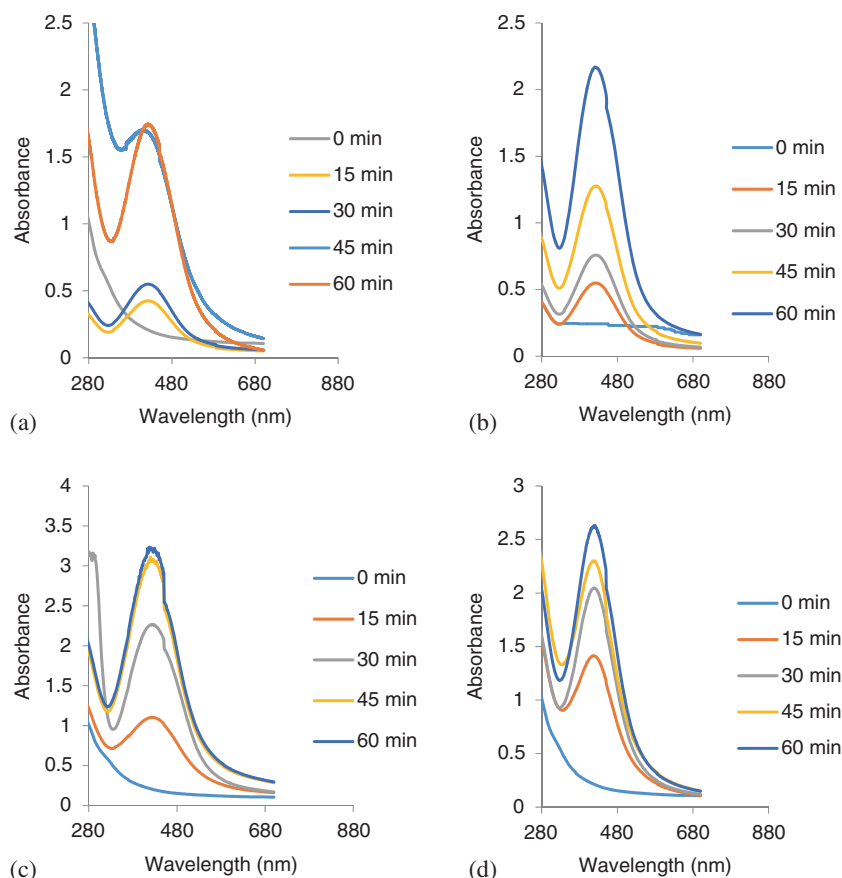 2.5
2
1.5
1
0.5
0
280 480 680 880
Absorbance
Wavelength (nm)
0 min
15 min
30 min
45 min
60 min
(a)
2.5
2
1.5
1
0.5
0
280 480 680 880
Absorbance
Wavelength (nm)
0 min
15 min
30 min
45 min
60 min
(b)
4
3.5
3
2.5
2
1.5
1
0.5
0
280 480 680 880
Absorbance
Wavelength (nm)
0 min
15 min
30 min
45 min
60 min
(c)
3
2.5
2
1.5
1
0.5
0
280 480 680 880
Absorbance
Wavelength (nm)
0 min
15 min
30 min
45 min
60 min
(d)